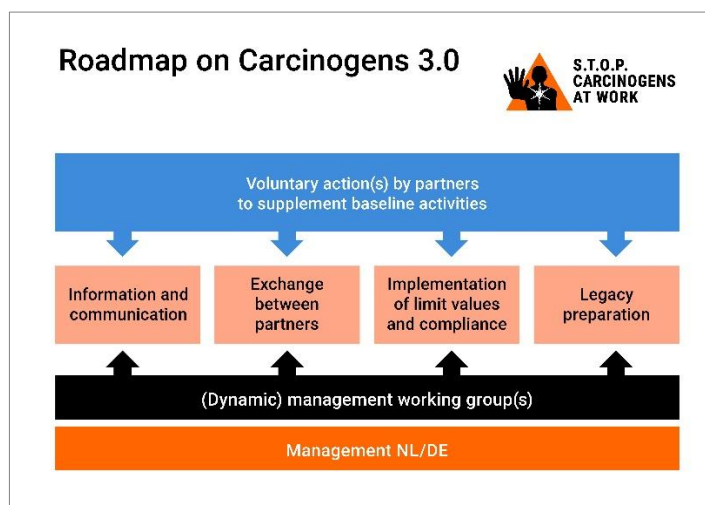 Roadmap on Carcinogens 3.0
S.T.O.P.
CARCINOGENS
AT WORK
Voluntary action(s) by partners
to supplement baseline activities
Information and
communication
Exchange
between
partners
Implementation
of limit values
and compliance
Legacy
preparation
(Dynamic) management working group(s)
Management NL/DE